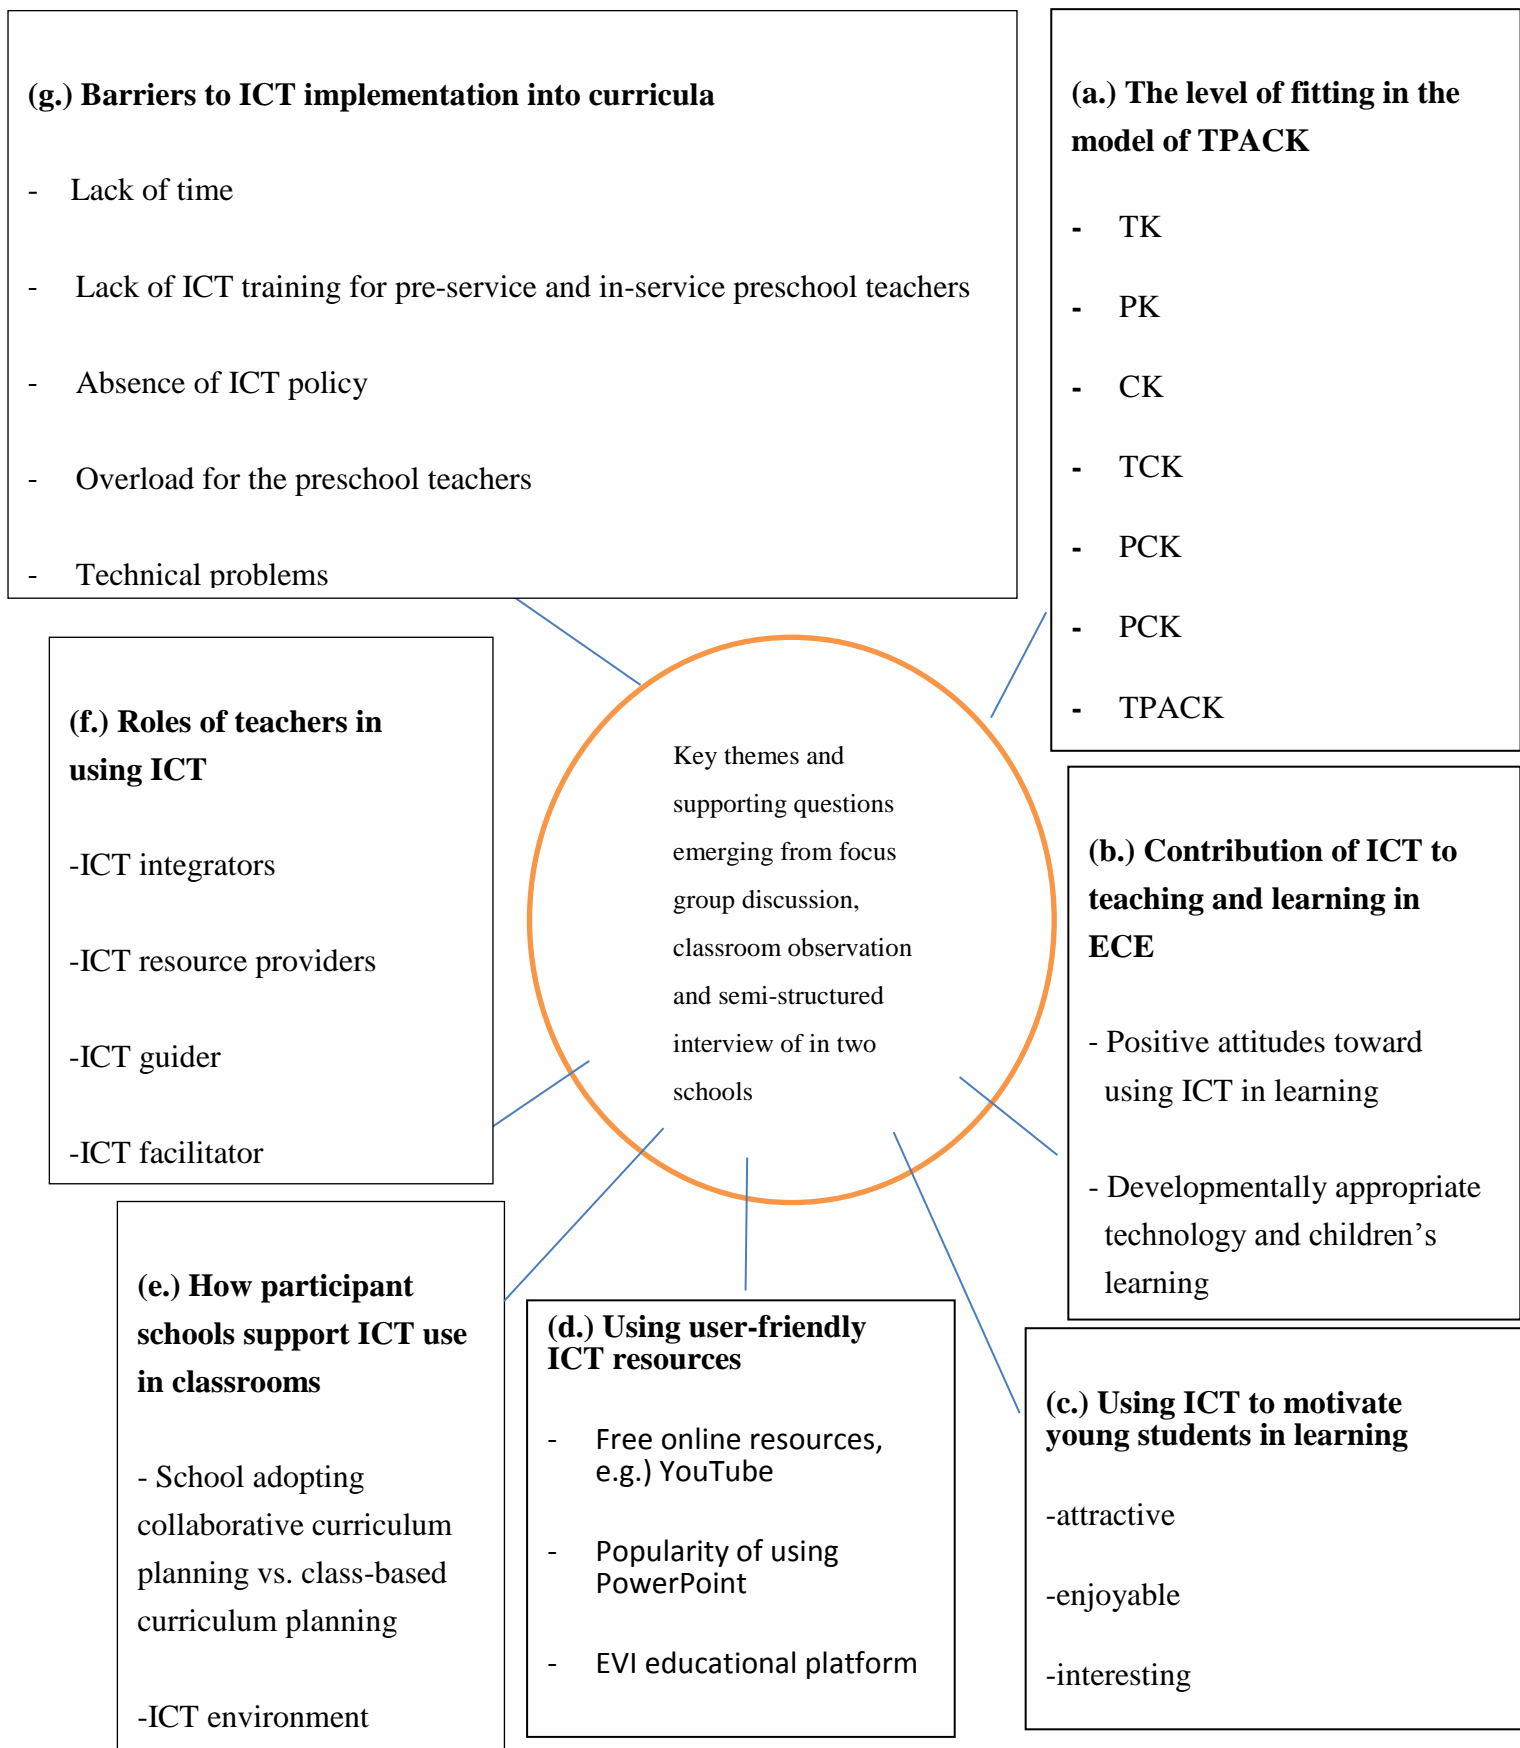 (g.) Barriers to ICT implementation into curricula
- Lack of time
- Lack of ICT training for pre-service and in-service preschool teachers
- Absence of ICT policy
- Overload for the preschool teachers
- Technical problems
(a.) The level of fitting in the
model of TPACK
- TK
- PK
- CK
- TCK
- PCK
- PCK
- TPACK
(f.) Roles of teachers in
using ICT
-ICT integrators
-ICT resource providers
-ICT guider
-ICT facilitator
Key themes and
supporting questions
emerging from focus
group discussion,
classroom observation
and semi-structured
interview of in two
schools
(b.) Contribution of ICT to
teaching and learning in
ECE
- Positive attitudes toward
using ICT in learning
- Developmentally appropriate
technology and children’s
learning
(e.) How participant
schools support ICT use
in classrooms
- School adopting
collaborative curriculum
planning vs. class-based
curriculum planning
-ICT environment
(d.) Using user-friendly
ICT resources
- Free online resources,
e.g.) YouTube
- Popularity of using
PowerPoint
- EVI educational platform
(c.) Using ICT to motivate
young students in learning
-attractive
-enjoyable
-interesting